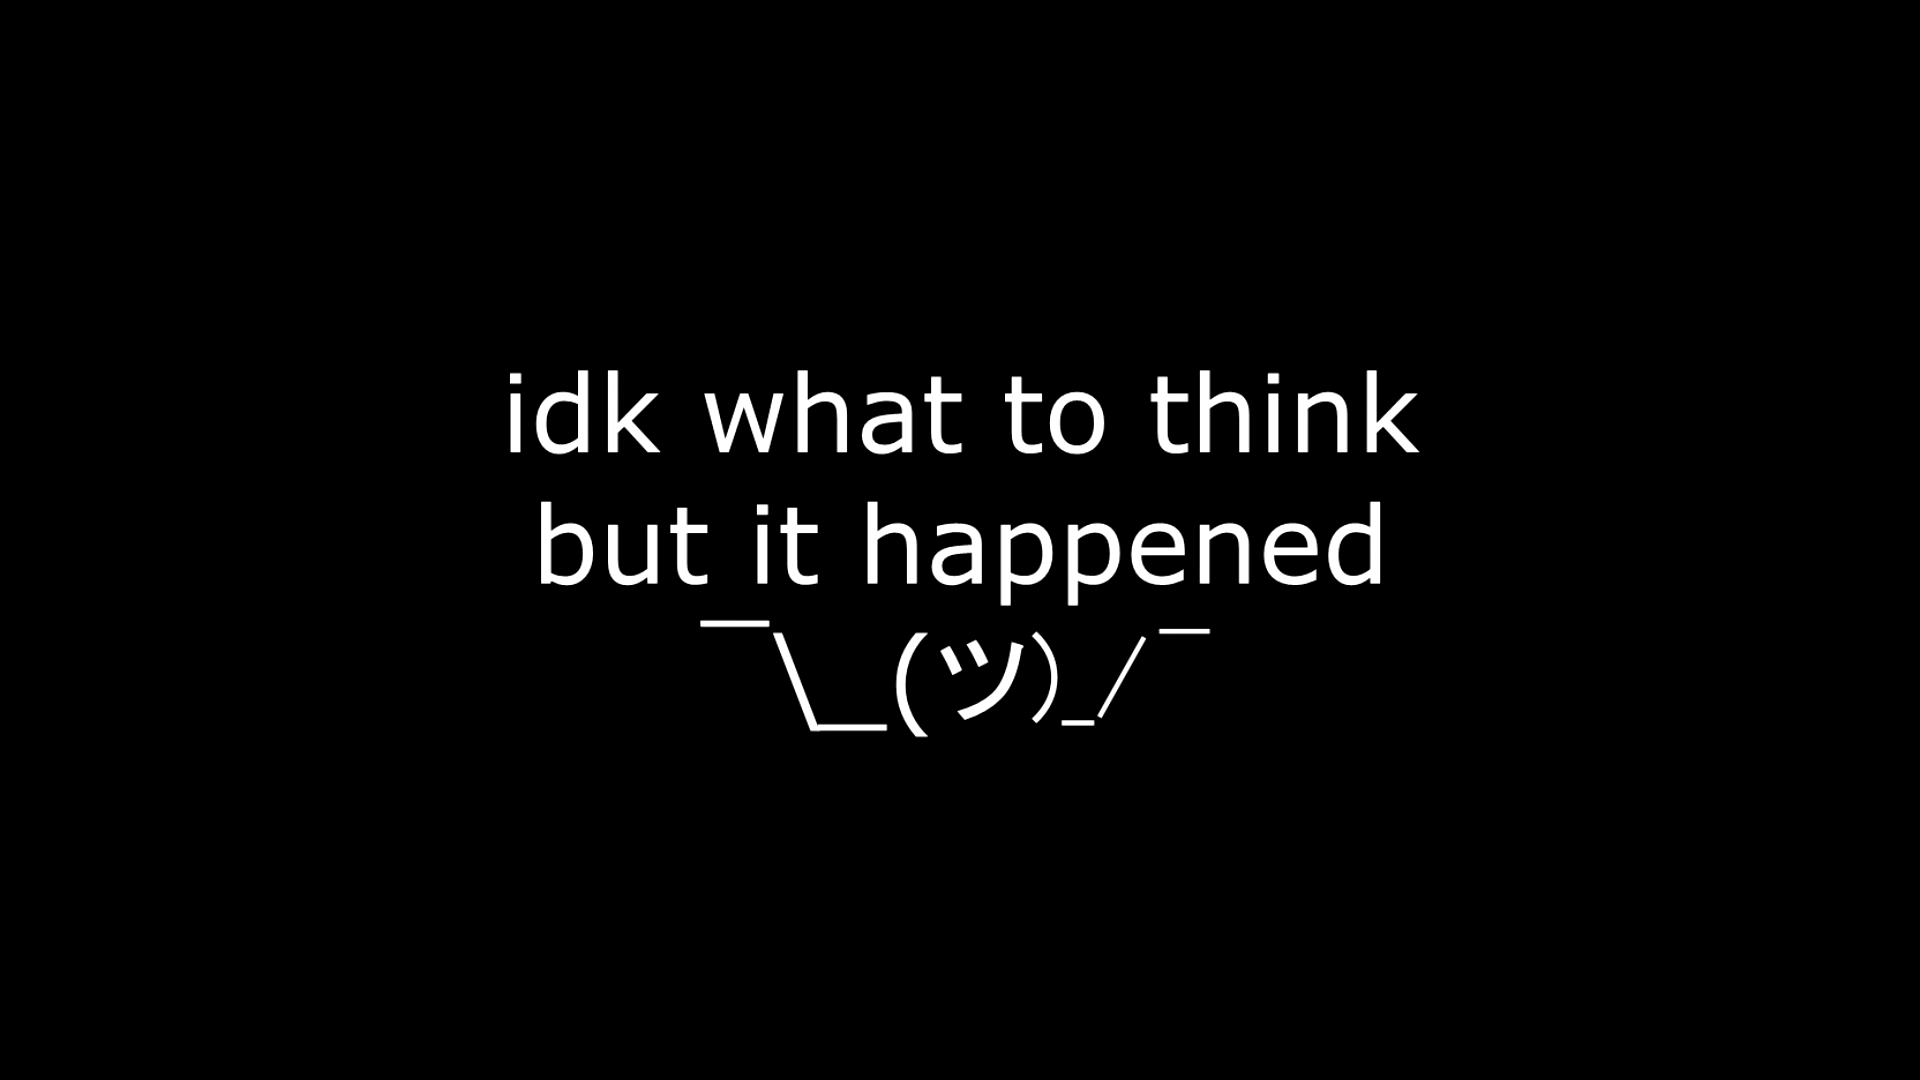 idk what to think
but it happened
¯\_(ツ)_/¯